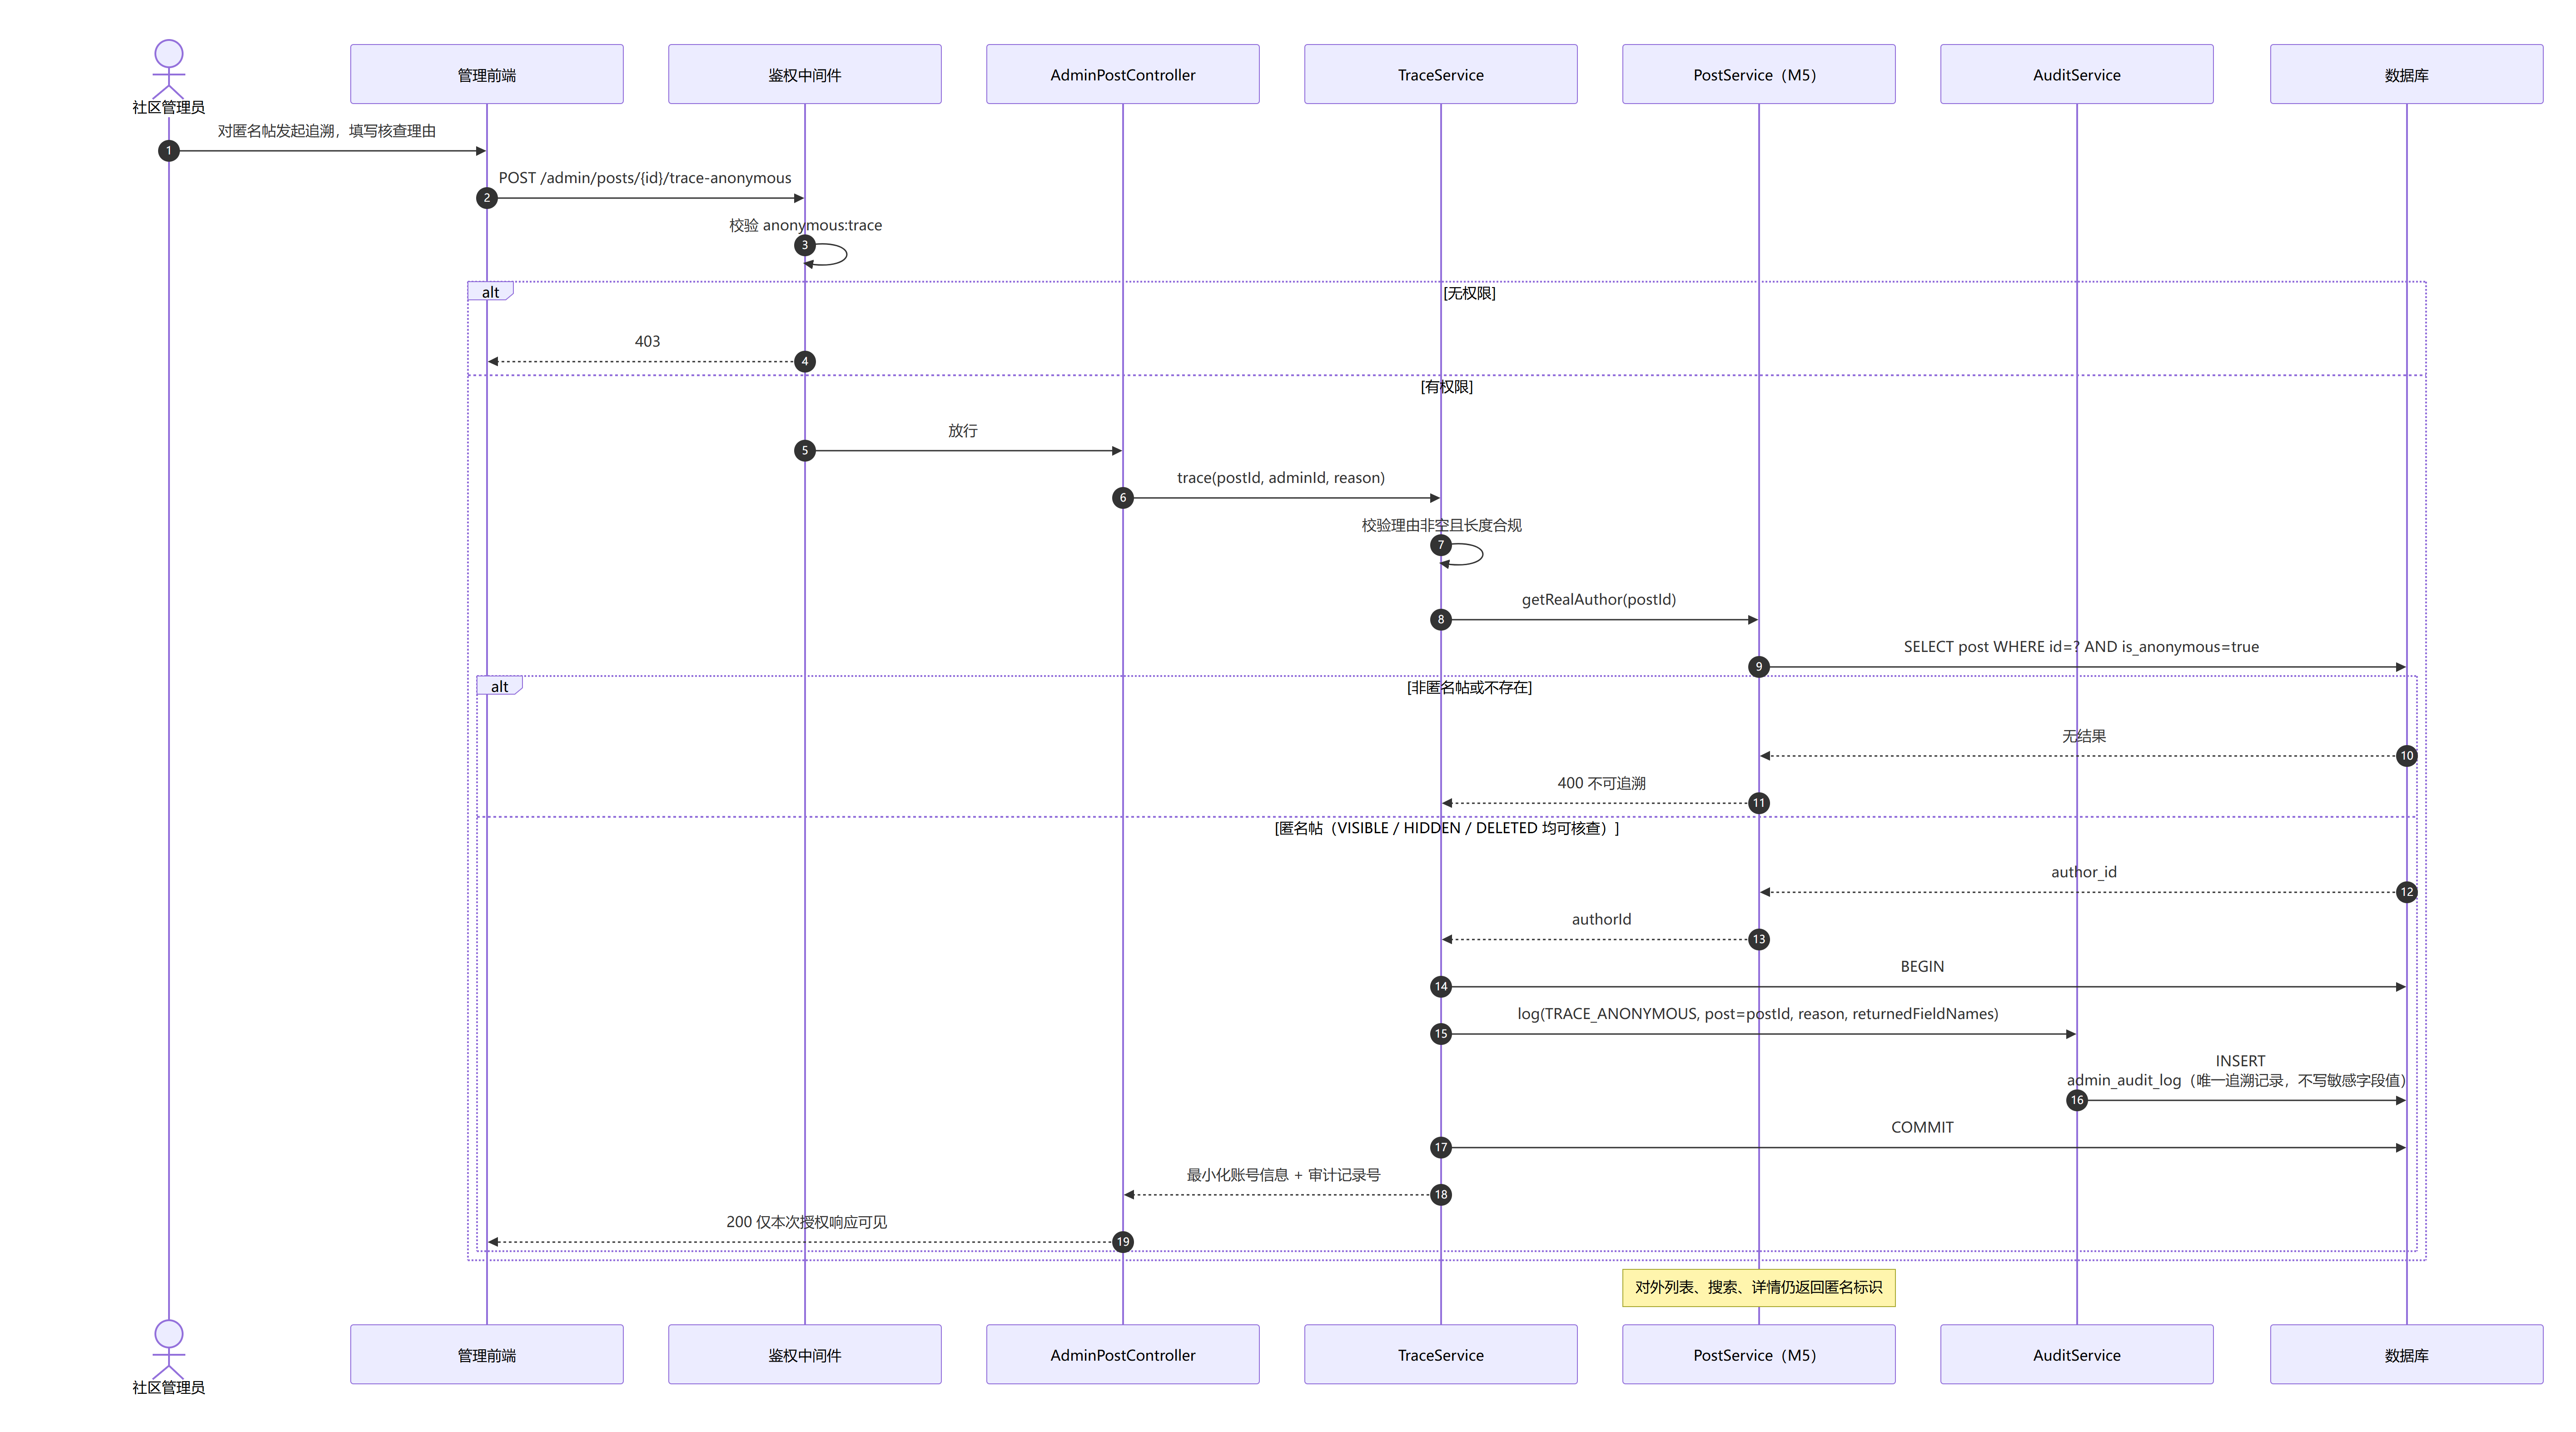 社区管理员
管理前端
鉴权中间件
AdminPostController
TraceService
PostService（M5）
AuditService
数据库
对匿名帖发起追溯，填写核查理由
1
POST /admin/posts/{id}/trace-anonymous
2
校验 anonymous:trace
3
alt
[无权限]
403
4
[有权限]
放行
5
trace(postId, adminId, reason)
6
校验理由非空且长度合规
7
getRealAuthor(postId)
8
SELECT post WHERE id=? AND is_anonymous=true
9
alt
[非匿名帖或不存在]
无结果
10
400 不可追溯
11
[匿名帖（VISIBLE / HIDDEN / DELETED 均可核查）]
author_id
12
authorId
13
BEGIN
14
log(TRACE_ANONYMOUS, post=postId, reason, returnedFieldNames)
15
INSERT
admin_audit_log（唯一追溯记录，不写敏感字段值）
16
COMMIT
17
最小化账号信息 + 审计记录号
18
200 仅本次授权响应可见
19
对外列表、搜索、详情仍返回匿名标识
社区管理员
管理前端
鉴权中间件
AdminPostController
TraceService
PostService（M5）
AuditService
数据库